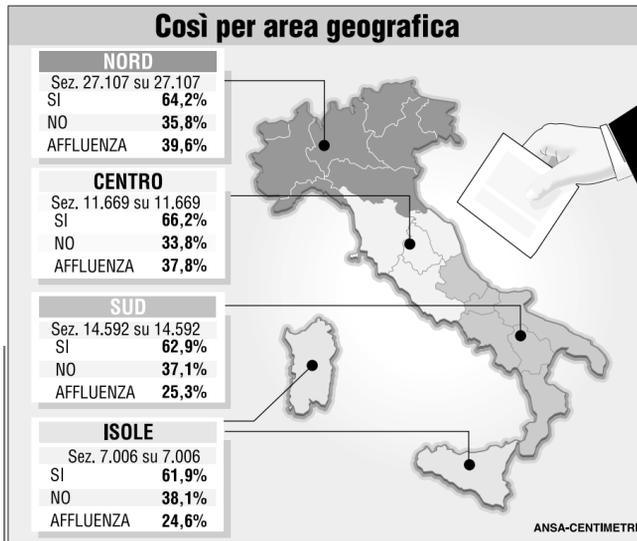 Così per area geografica
NORD
Sez. 27.107 su 27.107
SI 64,2%
NO 35,8%
AFFLUENZA 39,6%
CENTRO
Sez. 11.669 su 11.669
SI 66,2%
NO 33,8%
AFFLUENZA 37,8%
SUD
Sez. 14.592 su 14.592
SI 62,9%
NO 37,1%
AFFLUENZA 25,3%
ISOLE
Sez. 7.006 su 7.006
SI 61,9%
NO 38,1%
AFFLUENZA 24,6%
ANSA-CENTIMETRI